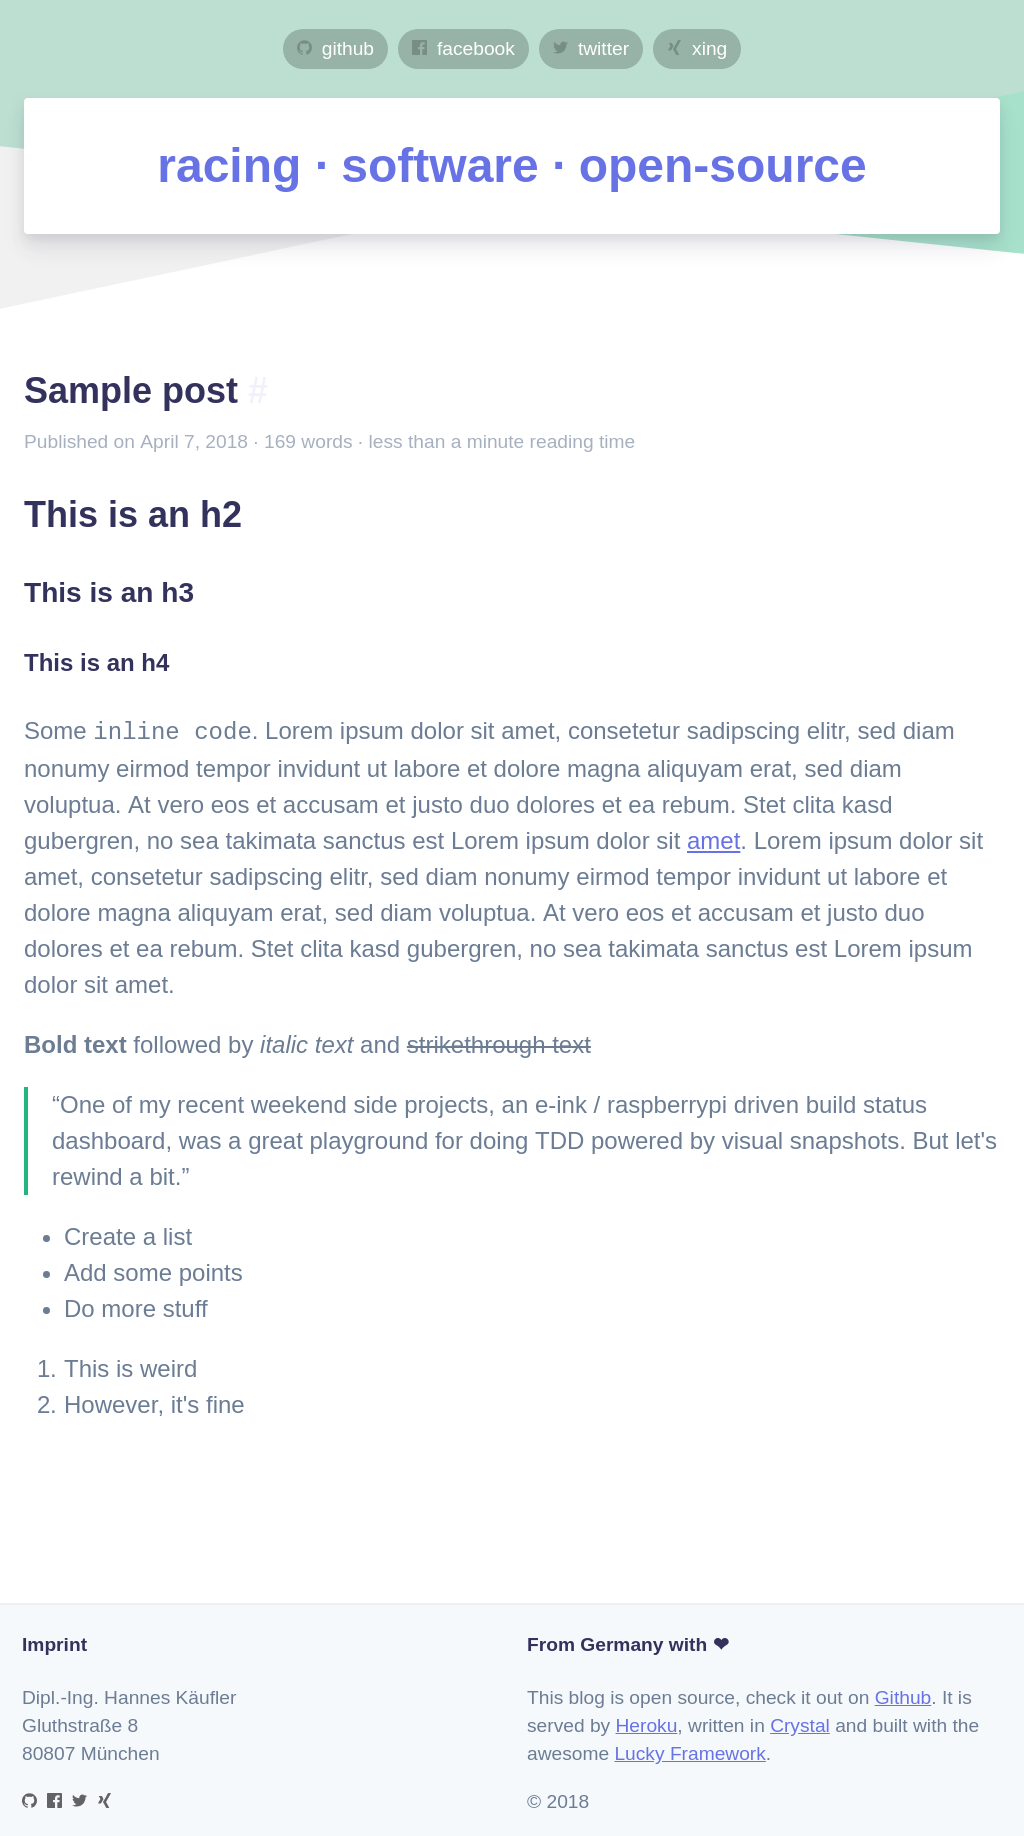 github facebook twitter xing
racing · software · open-source
Sample post #
Published on April 7, 2018 · 169 words · less than a minute reading time
This is an h2
This is an h3
This is an h4
Some inline code. Lorem ipsum dolor sit amet, consetetur sadipscing elitr, sed diam
nonumy eirmod tempor invidunt ut labore et dolore magna aliquyam erat, sed diam
voluptua. At vero eos et accusam et justo duo dolores et ea rebum. Stet clita kasd
gubergren, no sea takimata sanctus est Lorem ipsum dolor sit amet. Lorem ipsum dolor sit
amet, consetetur sadipscing elitr, sed diam nonumy eirmod tempor invidunt ut labore et
dolore magna aliquyam erat, sed diam voluptua. At vero eos et accusam et justo duo
dolores et ea rebum. Stet clita kasd gubergren, no sea takimata sanctus est Lorem ipsum
dolor sit amet.
Bold text followed by italic text and strikethrough text
“One of my recent weekend side projects, an e-ink / raspberrypi driven build status
dashboard, was a great playground for doing TDD powered by visual snapshots. But let's
rewind a bit.”
• Create a list
• Add some points
• Do more stuff
1. This is weird
2. However, it's fine
Imprint
Dipl.-Ing. Hannes Käufler
Gluthstraße 8
80807 München
From Germany with ❤
This blog is open source, check it out on Github. It is
served by Heroku, written in Crystal and built with the
awesome Lucky Framework.
© 2018